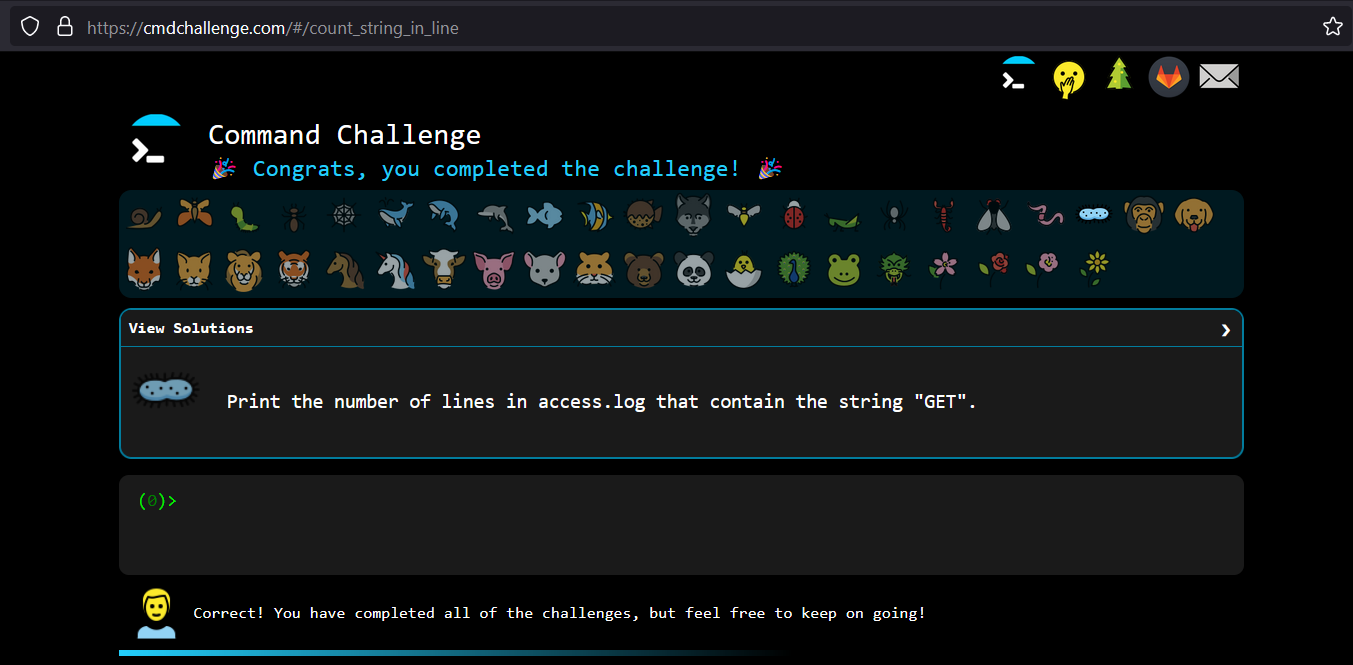 https://cmdchallenge.com/#/count_string_in_line
Command Challenge
🎉 Congrats, you completed the challenge! 🎉
View Solutions
Print the number of lines in access.log that contain the string "GET".
(0)>
Correct! You have completed all of the challenges, but feel free to keep on going!